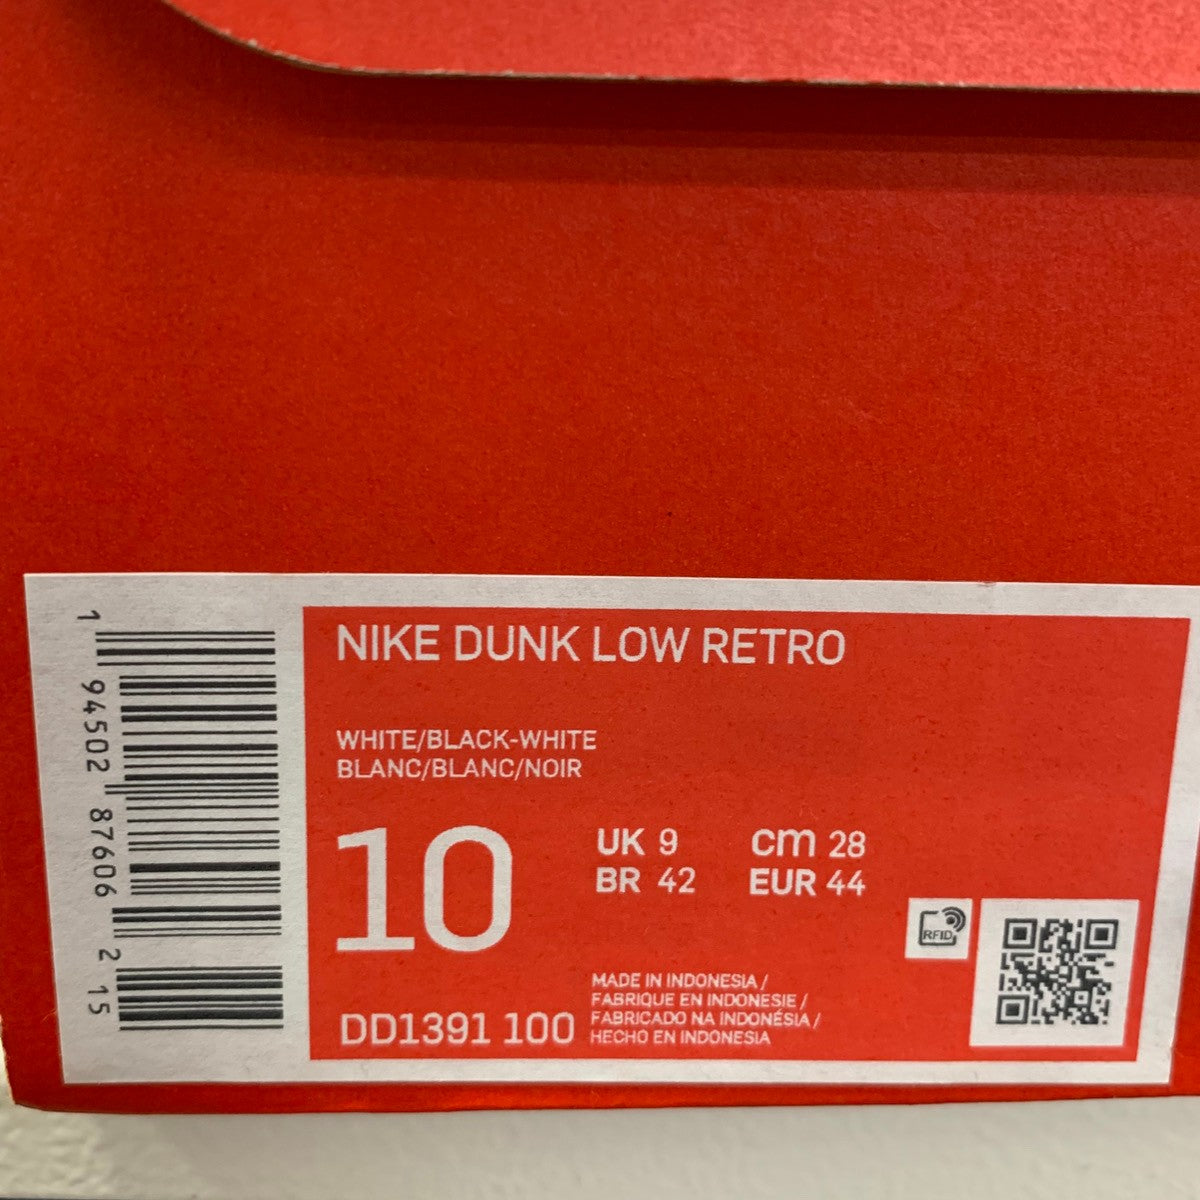 NIKE DUNK LOW RETRO
WHITE/BLACK-WHITE
BLANC/BLANC/NOIR
10
UK 9 cm 28
BR 42 EUR 44
RFID
MADE IN INDONESIA /
FABRIQUE EN INDONESIE /
FABRICADO NA INDONÉSIA /
HECHO EN INDONESIA
DD1391 100
1 94502 87606 2 15